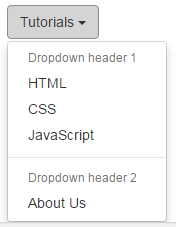 Tutorials
Dropdown header 1
HTML
CSS
JavaScript
Dropdown header 2
About Us